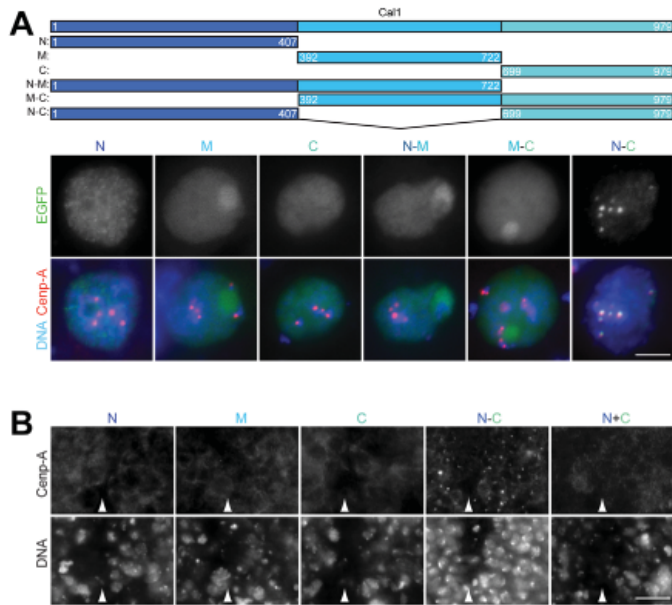 A
Cal1
1 979
N: 1 407
M: 392 722
C: 699 979
N-M: 1 722
M-C: 392 979
N-C: 1 407 699 979
N M C N-M M-C N-C
EGFP
DNA Cenp-A
B
N M C N-C N+C
Cenp-A
DNA